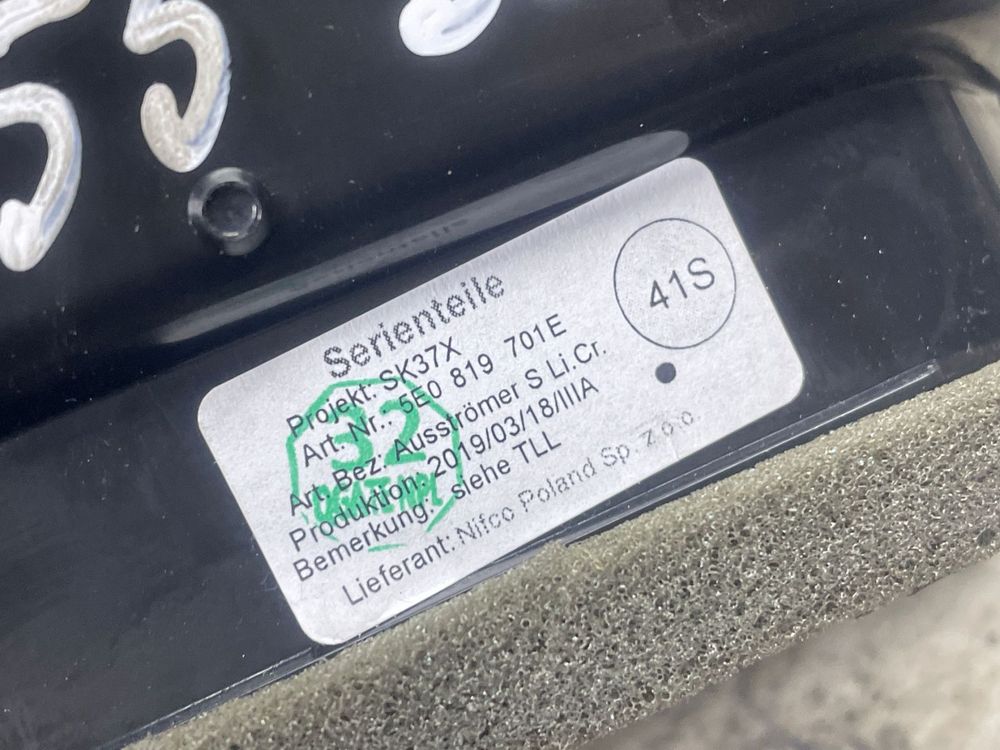 55
Serienteile
Projekt: SK37X
Art. Nr.: 5E0 819 701E
Art. Bez. Ausströmer S Li.Cr.
Produktion: 2019/03/18/IIIA
Bemerkung: siehe TLL
Lieferant: Nifco Poland Sp. z o.o.
41S
32